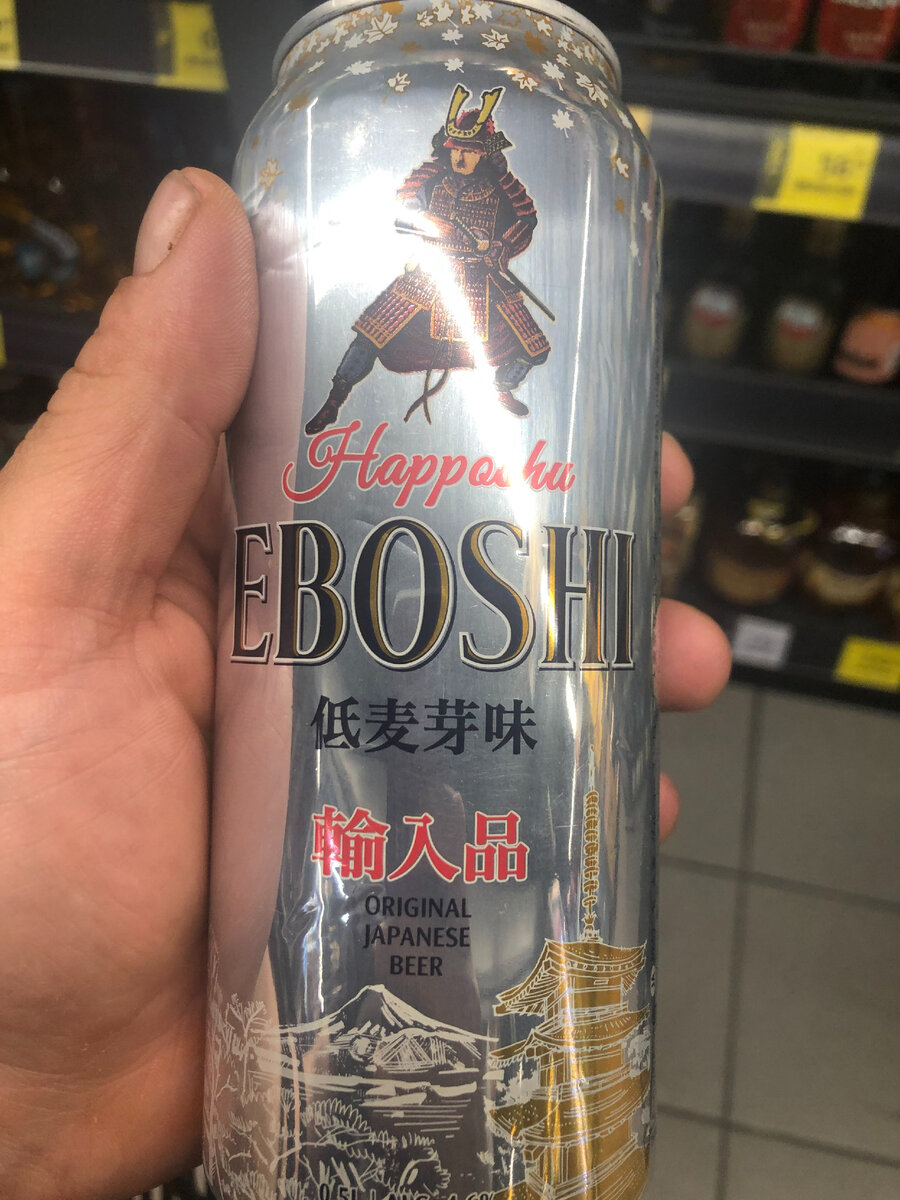 Happoshu
EBOSHI
低麦芽味
輸入品
ORIGINAL
JAPANESE
BEER